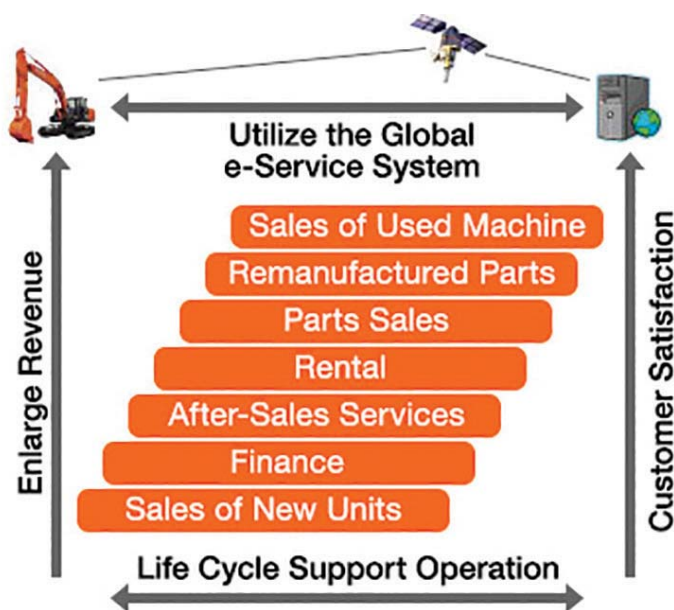 Utilize the Global
e-Service System
Sales of Used Machine
Remanufactured Parts
Parts Sales
Rental
After-Sales Services
Finance
Sales of New Units
Enlarge Revenue
Customer Satisfaction
Life Cycle Support Operation